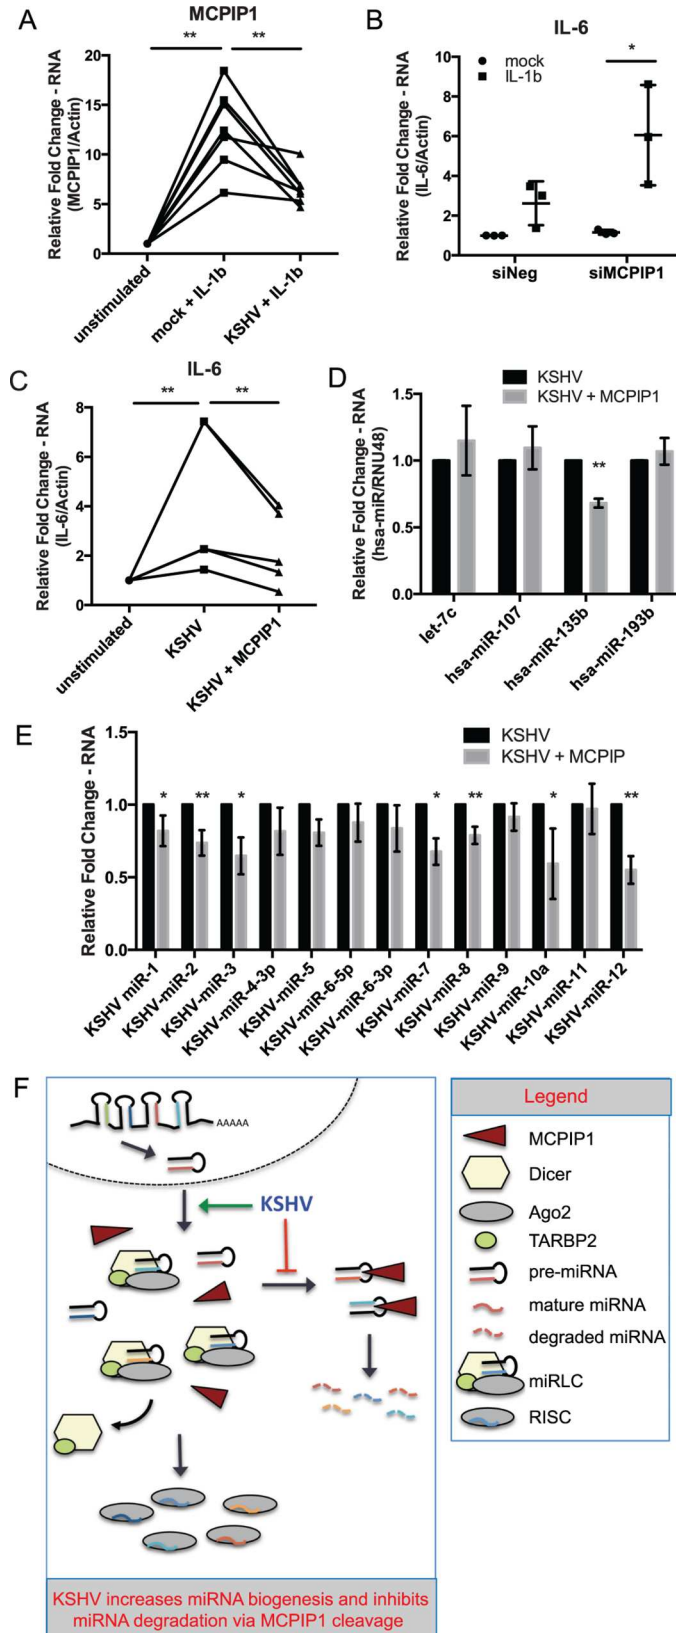 A
MCPIP1
** **
Relative Fold Change - RNA
(MCPIP1/Actin)
20
15
10
5
0
unstimulated
mock + IL-1b
KSHV + IL-1b
B
IL-6
mock
IL-1b
*
Relative Fold Change - RNA
(IL-6/Actin)
10
8
6
4
2
0
siNeg
siMCPIP1
C
IL-6
** **
Relative Fold Change - RNA
(IL-6/Actin)
8
6
4
2
0
unstimulated
KSHV
KSHV + MCPIP1
D
KSHV
KSHV + MCPIP1
Relative Fold Change - RNA
(hsa-miR/RNU48)
1.5
1.0
0.5
0.0
**
let-7c
hsa-miR-107
hsa-miR-135b
hsa-miR-193b
E
KSHV
KSHV + MCPIP
Relative Fold Change - RNA
1.5
1.0
0.5
0.0
* ** * * ** * **
KSHV miR-1
KSHV-miR-2
KSHV-miR-3
KSHV-miR-4-3p
KSHV-miR-5
KSHV-miR-6-5p
KSHV-miR-6-3p
KSHV-miR-7
KSHV-miR-8
KSHV-miR-9
KSHV-miR-10a
KSHV-miR-11
KSHV-miR-12
F
AAAAA
KSHV
KSHV increases miRNA biogenesis and inhibits
miRNA degradation via MCPIP1 cleavage
Legend
MCPIP1
Dicer
Ago2
TARBP2
pre-miRNA
mature miRNA
degraded miRNA
miRLC
RISC